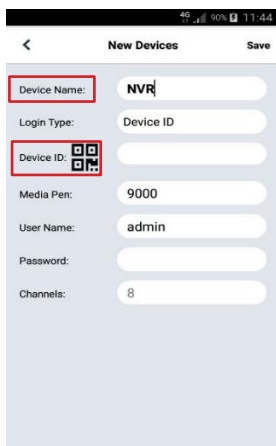 4G 90% 11:44
New Devices Save
Device Name: NVR
Login Type: Device ID
Device ID:
Media Pen: 9000
User Name: admin
Password:
Channels: 8